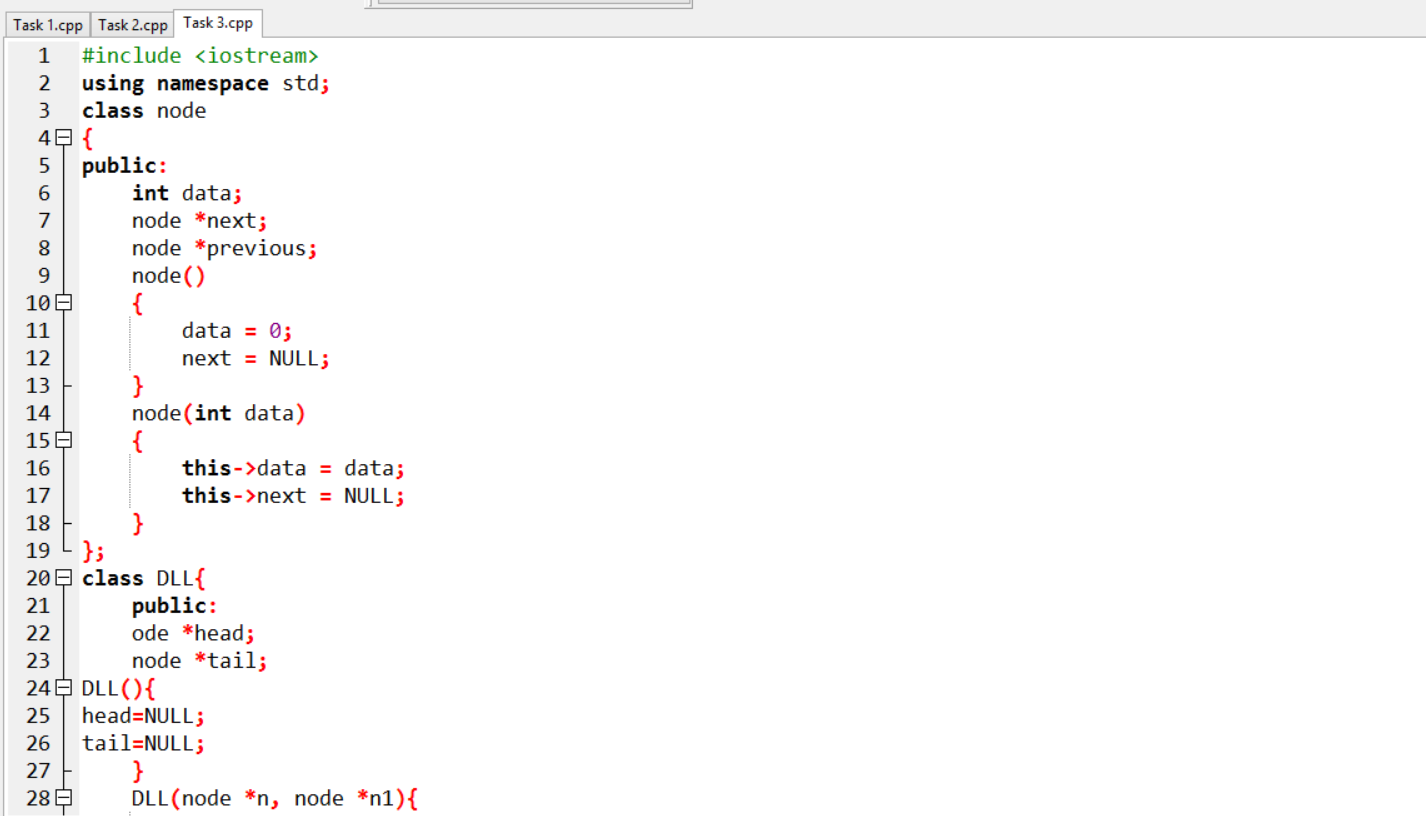 Task 1.cpp Task 2.cpp Task 3.cpp
1 #include <iostream>
2 using namespace std;
3 class node
4 {
5 public:
6 int data;
7 node *next;
8 node *previous;
9 node()
10 {
11 data = 0;
12 next = NULL;
13 }
14 node(int data)
15 {
16 this->data = data;
17 this->next = NULL;
18 }
19 };
20 class DLL{
21 public:
22 ode *head;
23 node *tail;
24 DLL(){
25 head=NULL;
26 tail=NULL;
27 }
28 DLL(node *n, node *n1){